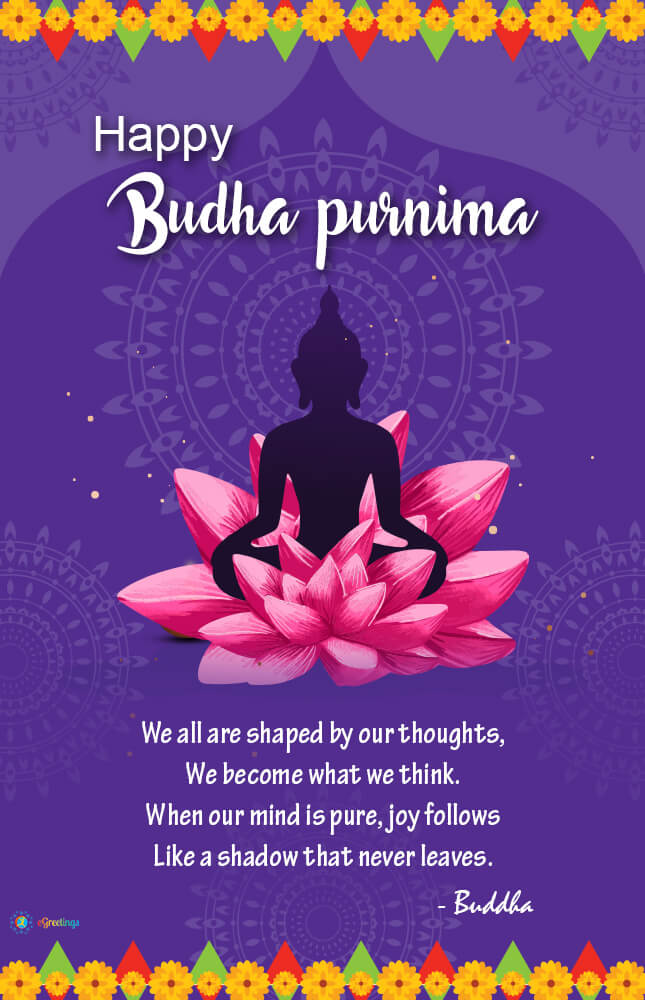 Happy
Budha purnima
We all are shaped by our thoughts,
We become what we think.
When our mind is pure, joy follows
Like a shadow that never leaves.
- Buddha
eGreetings